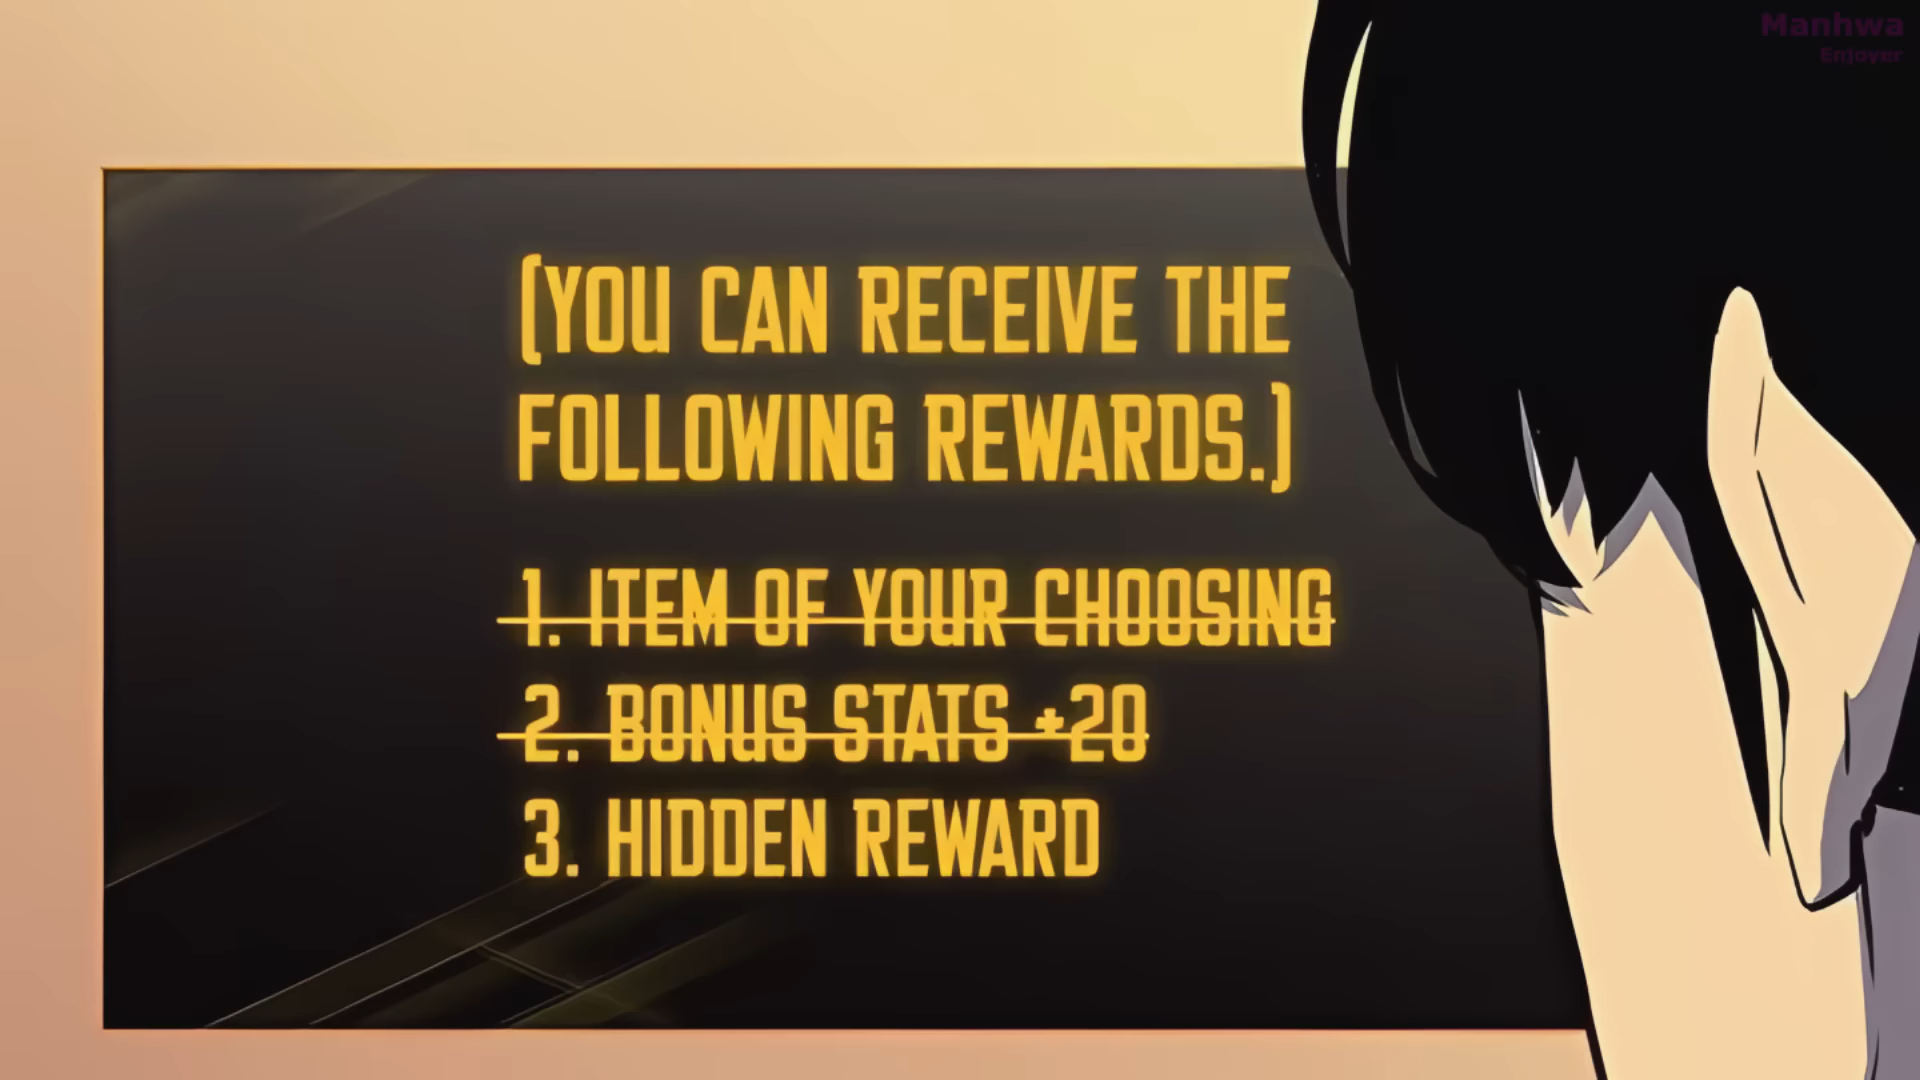 Manhwa
Enjoyer
(YOU CAN RECEIVE THE
FOLLOWING REWARDS.)
1. ITEM OF YOUR CHOOSING
2. BONUS STATS +20
3. HIDDEN REWARD